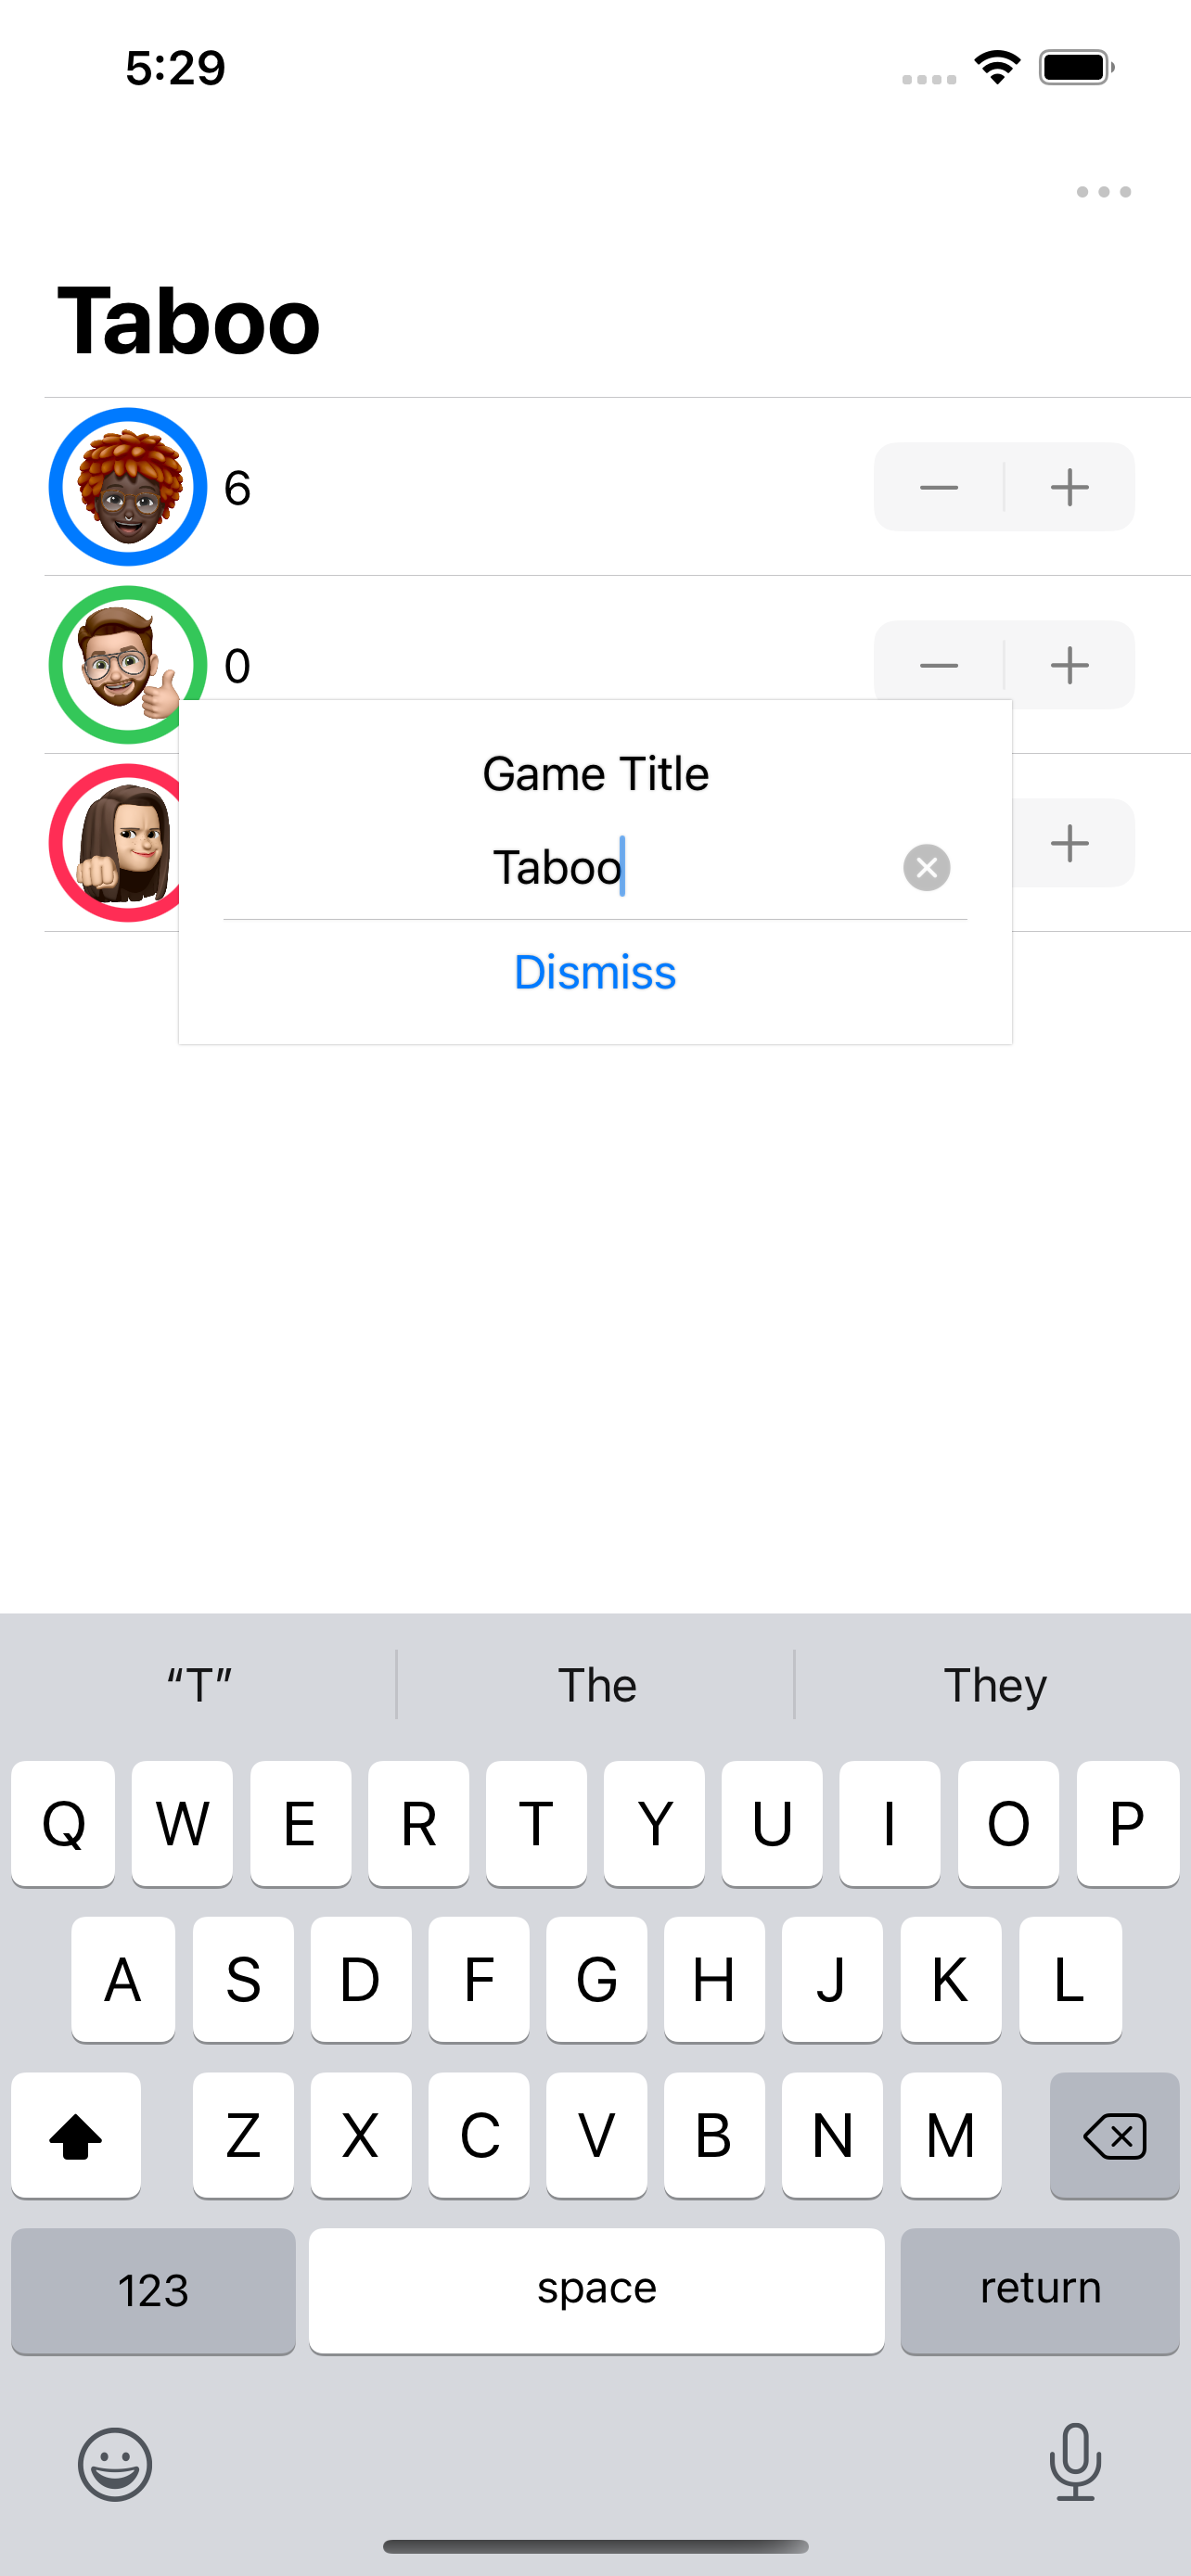 5:29
Taboo
6
0
Game Title
Taboo
Dismiss
“T” The They
Q W E R T Y U I O P
A S D F G H J K L
Z X C V B N M
123 space return